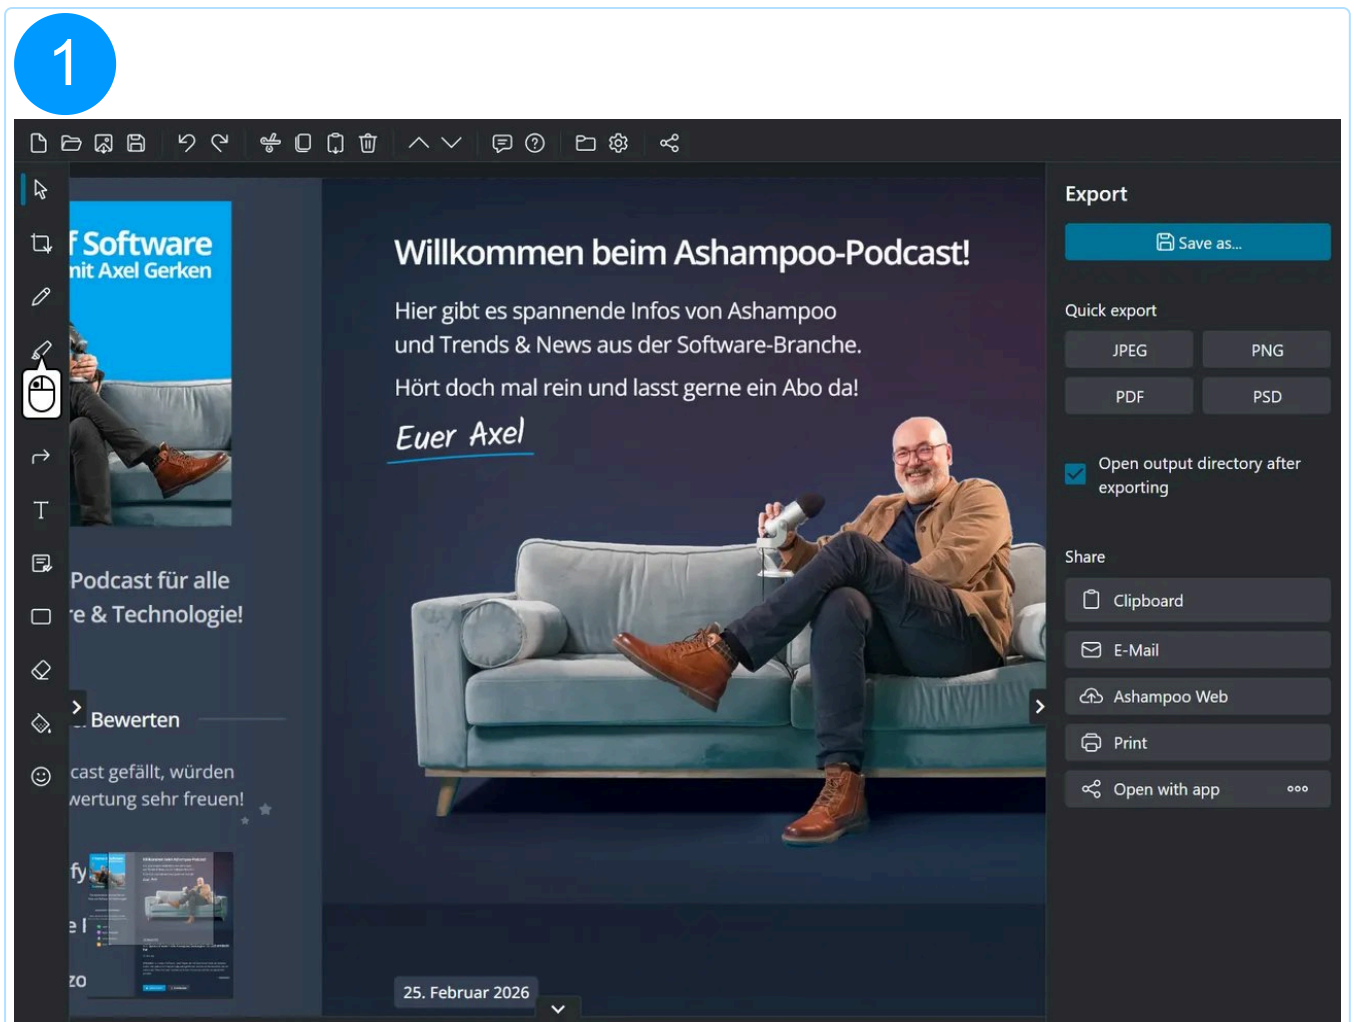 1
Export
Save as...
f Software
mit Axel Gerken
Willkommen beim Ashampoo-Podcast!
Hier gibt es spannende Infos von Ashampoo
und Trends & News aus der Software-Branche.
Hört doch mal rein und lasst gerne ein Abo da!
Euer Axel
Quick export
JPEG
PNG
PDF
PSD
Open output directory after
exporting
Share
Clipboard
E-Mail
Ashampoo Web
Print
Open with app
Podcast für alle
re & Technologie!
Bewerten
cast gefällt, würden
wertung sehr freuen!
fy
zo
25. Februar 2026